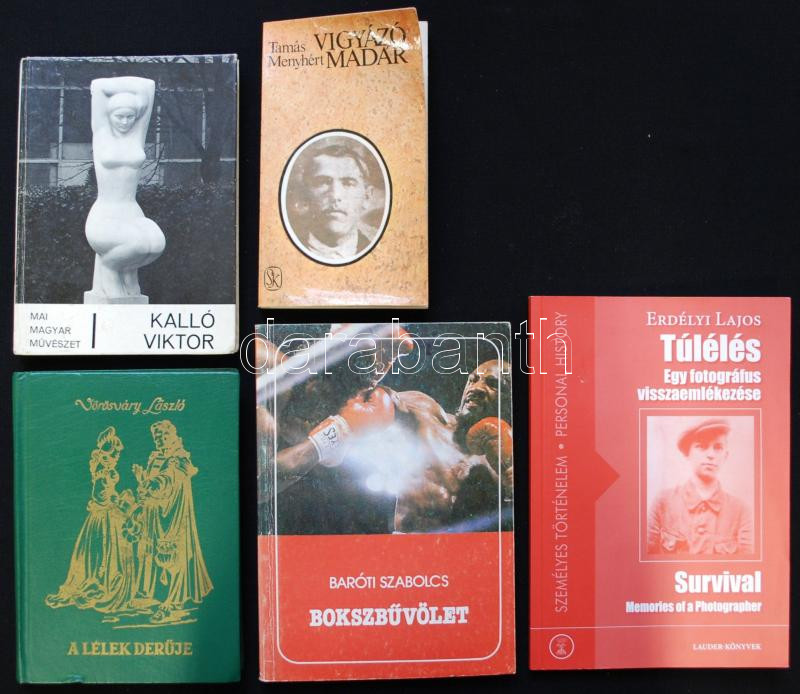 Tamás
Menyhért
VIGYÁZÓ
MADÁR
SK
MAI
MAGYAR
MŰVÉSZET
KALLÓ
VIKTOR
darabanth
Vörösváry László
A LÉLEK DERŰJE
BARÓTI SZABOLCS
BOKSZBŰVÖLET
SZEMÉLYES TÖRTÉNELEM • PERSONAL HISTORY
ERDÉLYI LAJOS
Túlélés
Egy fotográfus
visszaemlékezése
Survival
Memories of a Photographer
LAUDER-KÖNYVEK